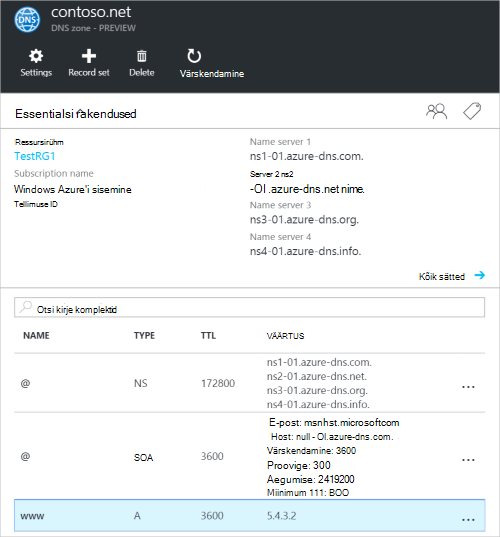 contoso.net
DNS zone - PREVIEW
DNS
Settings
Record set
Delete
Värskendamine
Essentialsi rakendused
Ressursirühm
TestRG1
Subscription name
Windows Azure'i sisemine
Tellimuse ID
Name server 1
ns1-01.azure-dns.com.
Server 2 ns2
-OI .azure-dns.net nime.
Name server 3
ns3-01.azure-dns.org.
Name server 4
ns4-01.azure-dns.info.
Kõik sätted
Otsi kirje komplektid
NAME TYPE TTL VÄÄRTUS
@ NS 172800
ns1-01.azure-dns.com.
ns2-01.azure-dns.net.
ns3-01.azure-dns.org.
ns4-01.azure-dns.info.
...
@ SOA 3600
E-post: msnhst.microsoftcom
Host: null - OI.azure-dns.com.
Värskendamine: 3600
Proovige: 300
Aegumise: 2419200
Miinimum 111: BOO
...
www A 3600 5.4.3.2 ...